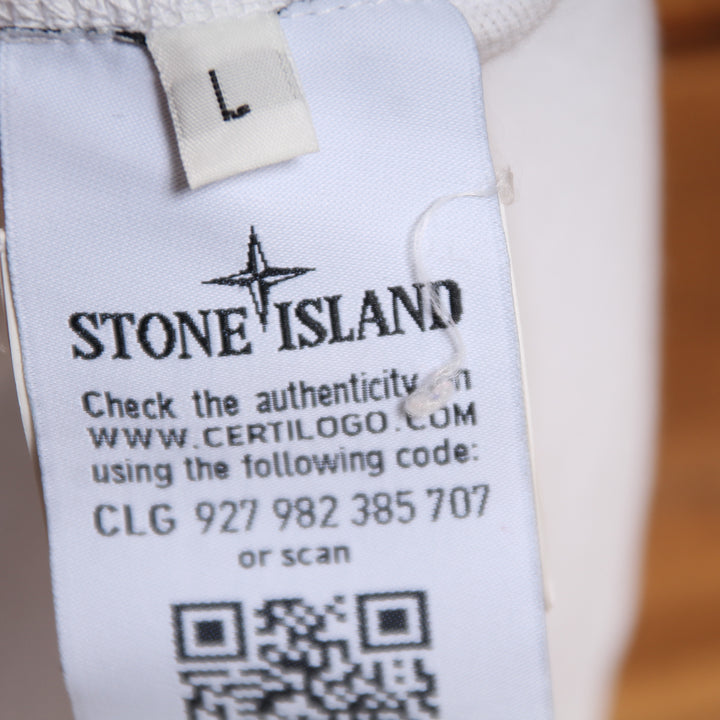 L
STONE ISLAND
Check the authenticity on
WWW.CERTILOGO.COM
using the following code:
CLG 927 982 385 707
or scan